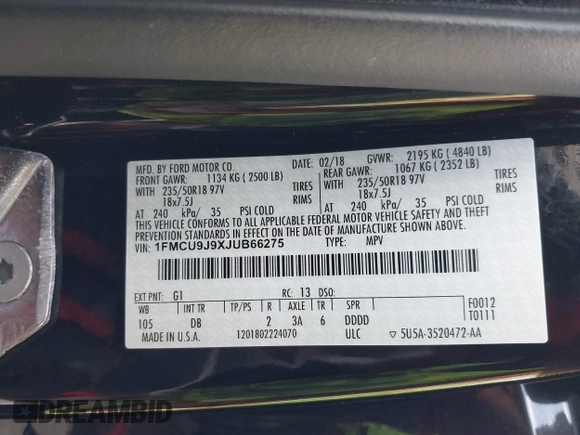 MFD. BY FORD MOTOR CO.
DATE: 02/18 GVWR: 2195 KG ( 4840 LB)
FRONT GAWR: 1134 KG ( 2500 LB) REAR GAWR: 1067 KG ( 2352 LB)
WITH 235/50R18 97V TIRES WITH 235/50R18 97V TIRES
18x7.5J RIMS 18x7.5J RIMS
AT 240 kPa/ 35 PSI COLD AT 240 kPa/ 35 PSI COLD
THIS VEHICLE CONFORMS TO ALL APPLICABLE FEDERAL MOTOR VEHICLE SAFETY
AND THEFT PREVENTION STANDARDS IN EFFECT ON THE DATE OF MANUFACTURE SHOWN ABOVE.
VIN: 1FMCU9J9XJUB66275 TYPE: MPV
EXT PNT: G1 RC: 13 DSO:
WB INT TR TP/PS R AXLE TR SPR F0012
105 DB 2 3A 6 DDDD T0111
MADE IN U.S.A. 1201802224070 ULC 5U5A-3520472-AA
DREAMBID